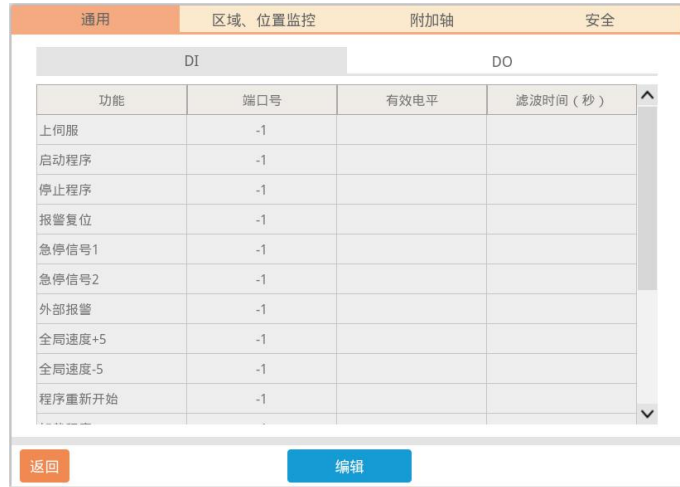 通用 区域、位置监控 附加轴 安全
DI DO
功能 端口号 有效电平 滤波时间（秒）
上伺服 -1
启动程序 -1
停止程序 -1
报警复位 -1
急停信号1 -1
急停信号2 -1
外部报警 -1
全局速度+5 -1
全局速度-5 -1
程序重新开始 -1
返回 编辑